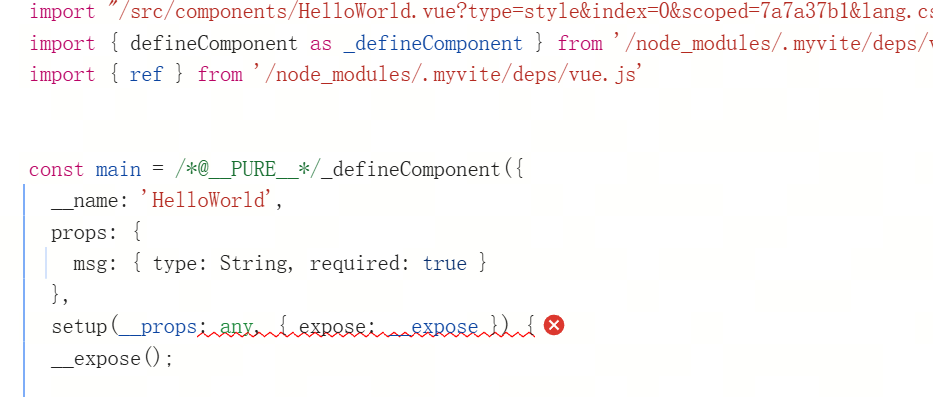 import "/src/components/HelloWorld.vue?type=style&index=0&scoped=7a7a37b1&lang.cs
import { defineComponent as _defineComponent } from '/node_modules/.myvite/deps/v
import { ref } from '/node_modules/.myvite/deps/vue.js'
const main = /*@__PURE__*/_defineComponent({
__name: 'HelloWorld',
props: {
msg: { type: String, required: true }
},
setup(__props: any, { expose: __expose }) {
__expose();